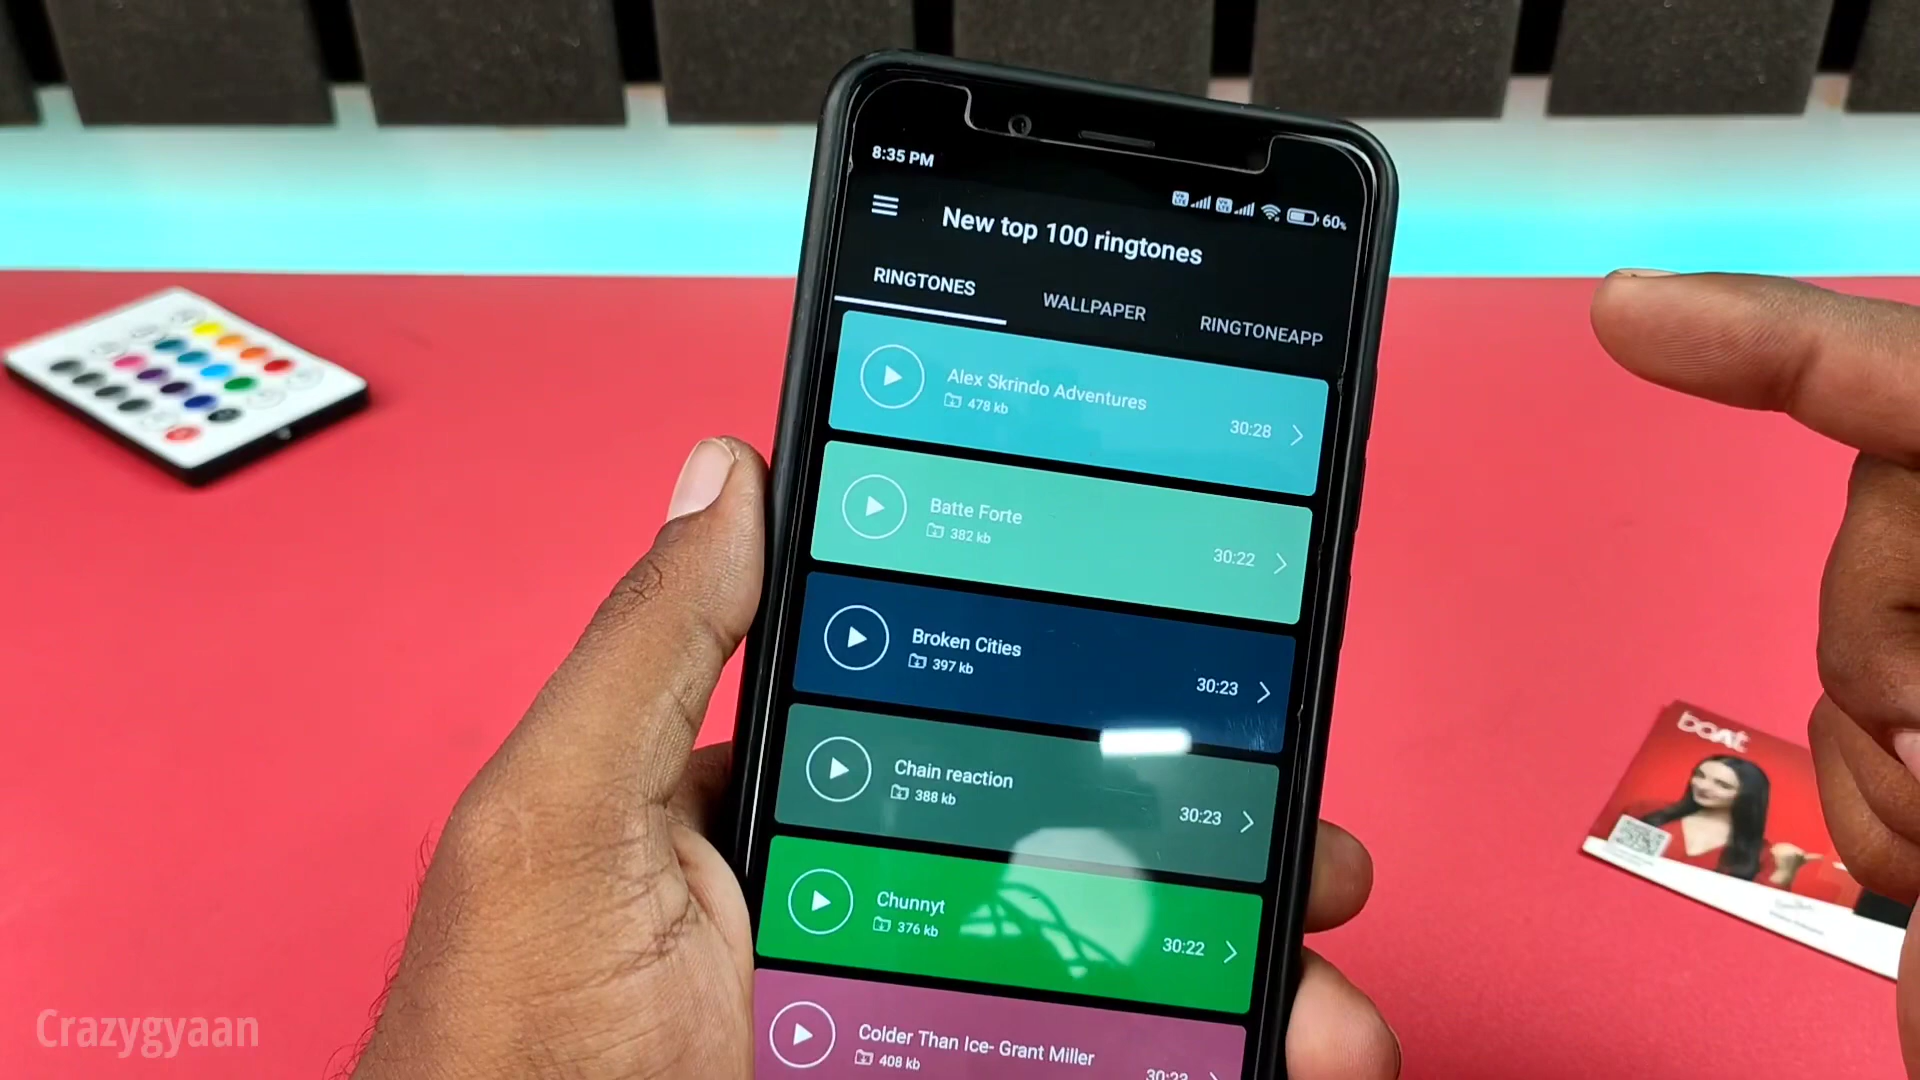 8:35 PM
60%
New top 100 ringtones
RINGTONES
WALLPAPER
RINGTONEAPP
Alex Skrindo Adventures
478 kb
30:28
Batte Forte
382 kb
30:22
Broken Cities
397 kb
30:23
Chain reaction
388 kb
30:23
Chunnyt
376 kb
30:22
Colder Than Ice- Grant Miller
408 kb
30:23
boAt
Crazygyaan